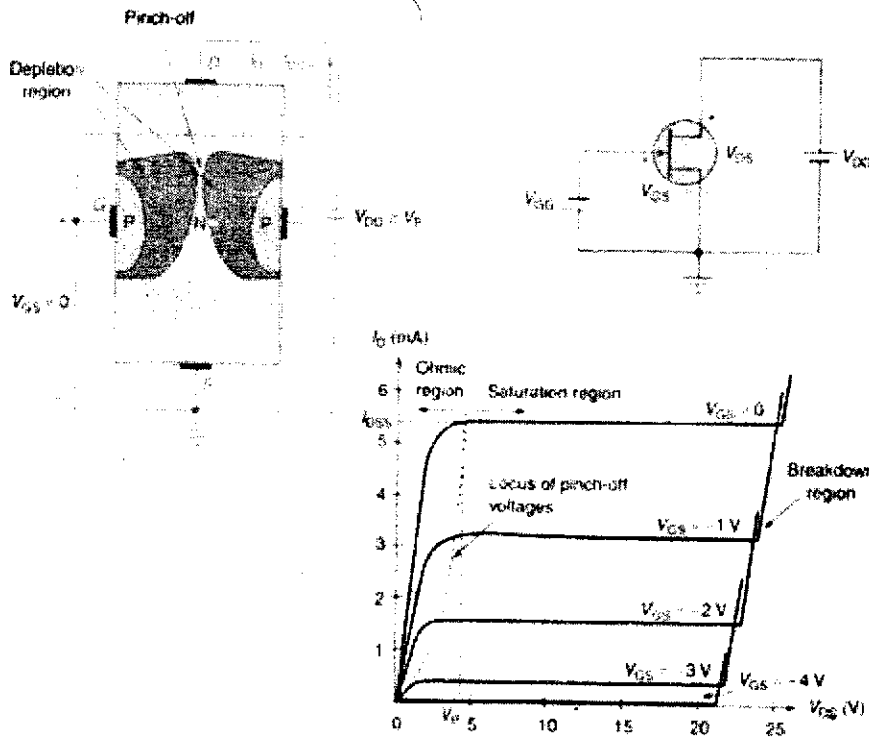 Pinch-off
Depletion
region
P
N
P
V_GS = 0
V_DS
V_GS
V_GG
V_DD
I_D (mA)
Ohmic
region
Saturation region
6
I_DSS
5
4
3
2
1
V_GS = 0
Breakdown
region
Locus of pinch-off
voltages
V_GS = -1 V
V_GS = -2 V
V_GS = -3 V
V_GS = -4 V
0
V_P
5
10
15
20
25
V_DS (V)